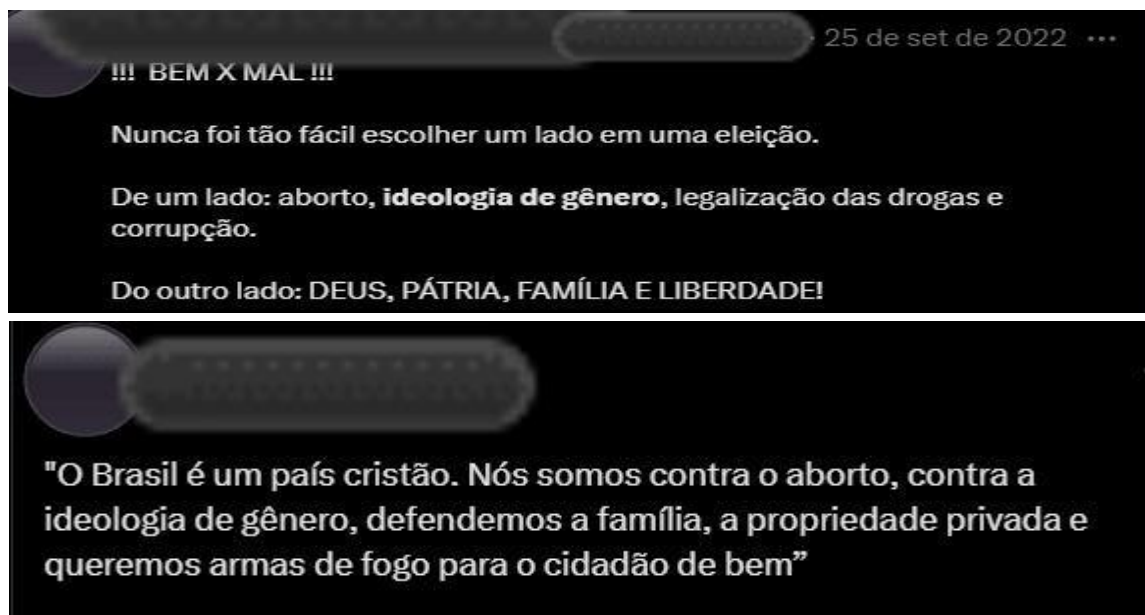 25 de set de 2022 ...
!!! BEM X MAL !!!
Nunca foi tão fácil escolher um lado em uma eleição.
De um lado: aborto, ideologia de gênero, legalização das drogas e
corrupção.
Do outro lado: DEUS, PÁTRIA, FAMÍLIA E LIBERDADE!
"O Brasil é um país cristão. Nós somos contra o aborto, contra a
ideologia de gênero, defendemos a família, a propriedade privada e
queremos armas de fogo para o cidadão de bem”